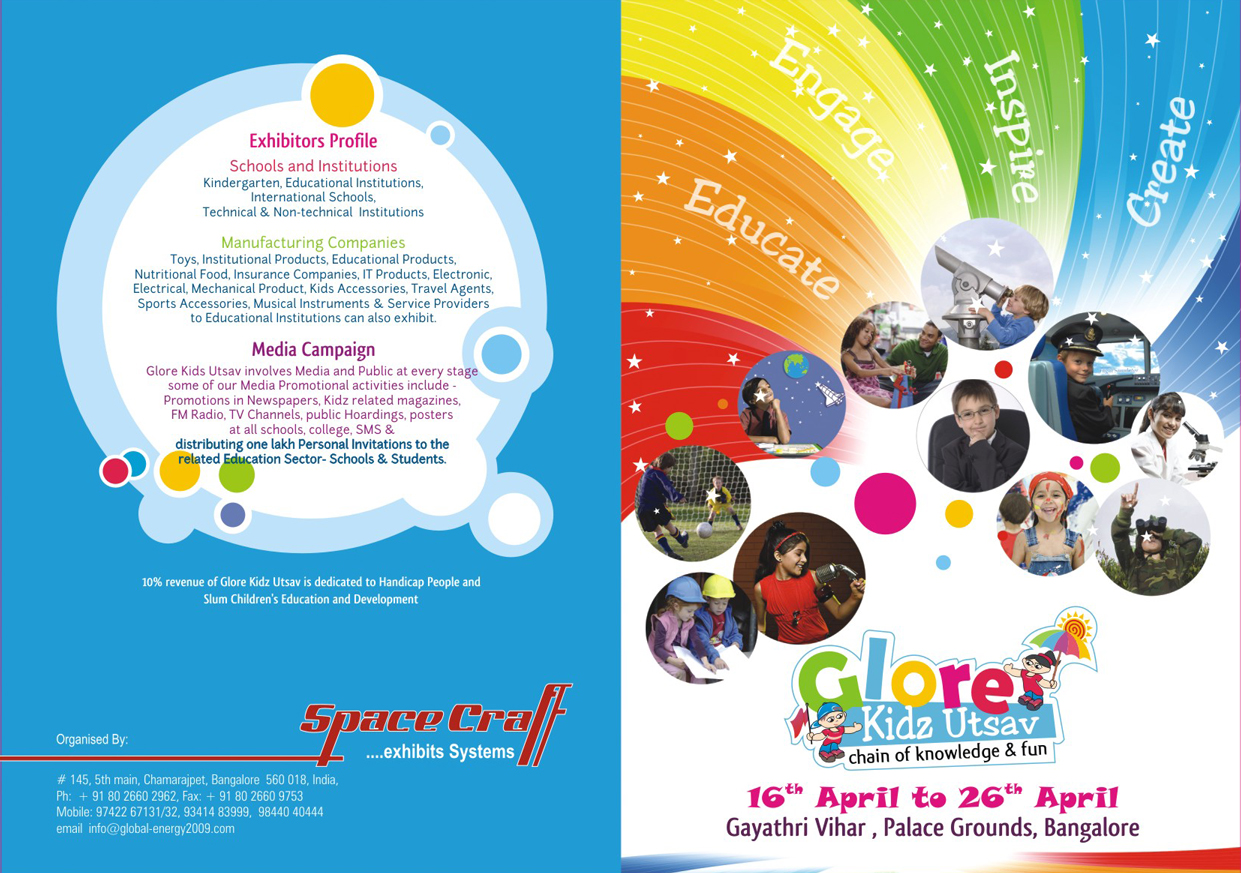 Exhibitors Profile
Schools and Institutions
Kindergarten, Educational Institutions,
International Schools,
Technical & Non-technical Institutions
Manufacturing Companies
Toys, Institutional Products, Educational Products,
Nutritional Food, Insurance Companies, IT Products, Electronic,
Electrical, Mechanical Product, Kids Accessories, Travel Agents,
Sports Accessories, Musical Instruments & Service Providers
to Educational Institutions can also exhibit.
Media Campaign
Glore Kids Utsav involves Media and Public at every stage
some of our Media Promotional activities include -
Promotions in Newspapers, Kidz related magazines,
FM Radio, TV Channels, public Hoardings, posters
at all schools, college, SMS &
distributing one lakh Personal Invitations to the
related Education Sector- Schools & Students.
10% revenue of Glore Kidz Utsav is dedicated to Handicap People and
Slum Children's Education and Development
Organised By:
Space Craft
....exhibits Systems
# 145, 5th main, Chamarajpet, Bangalore 560 018, India,
Ph: + 91 80 2660 2962, Fax: + 91 80 2660 9753
Mobile: 97422 67131/32, 93414 83999, 98440 40444
email info@global-energy2009.com
Educate
Engage
Inspire
Create
Glore
Kidz Utsav
chain of knowledge & fun
16th April to 26th April
Gayathri Vihar , Palace Grounds, Bangalore